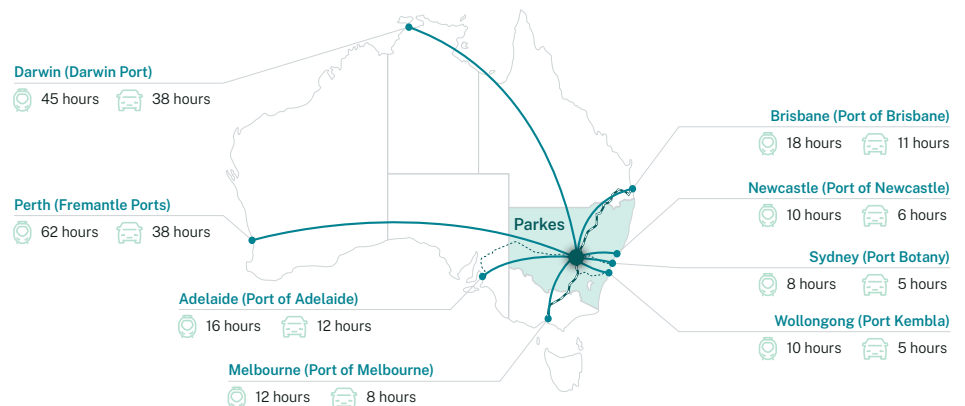 Darwin (Darwin Port)
45 hours 38 hours
Brisbane (Port of Brisbane)
18 hours 11 hours
Newcastle (Port of Newcastle)
10 hours 6 hours
Perth (Fremantle Ports)
62 hours 38 hours
Parkes
Sydney (Port Botany)
8 hours 5 hours
Adelaide (Port of Adelaide)
16 hours 12 hours
Wollongong (Port Kembla)
10 hours 5 hours
Melbourne (Port of Melbourne)
12 hours 8 hours